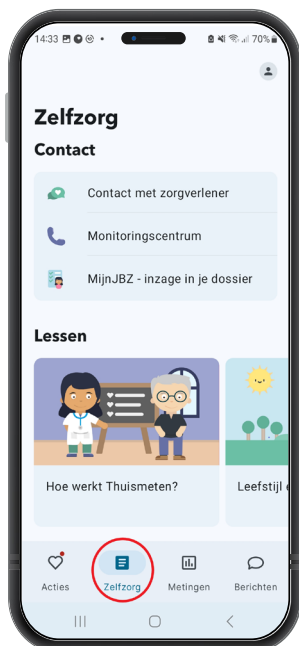 14:33 70%
Zelfzorg
Contact
Contact met zorgverlener
Monitoringscentrum
MijnJBZ - inzage in je dossier
Lessen
Hoe werkt Thuismeten?
Leefstijl
Acties Zelfzorg Metingen Berichten